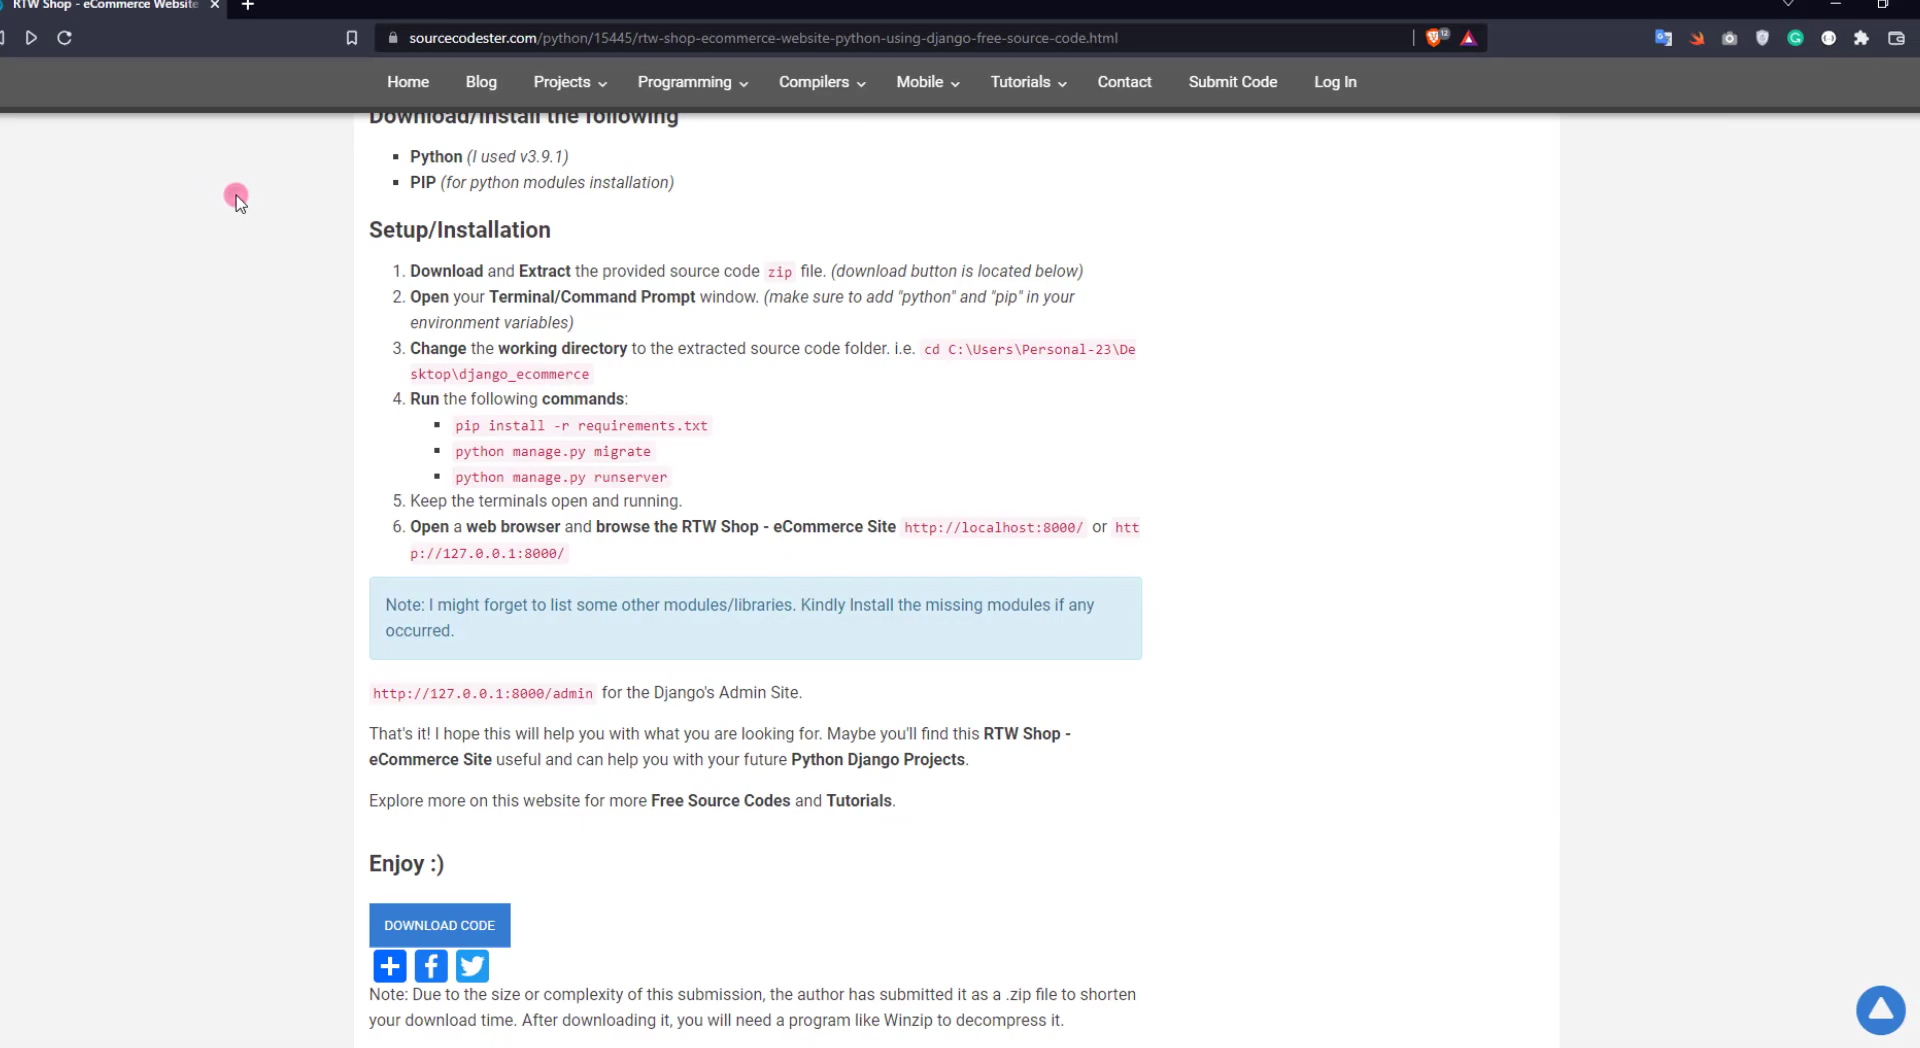 RTW Shop - eCommerce Website
sourcecodester.com/python/15445/rtw-shop-ecommerce-website-python-using-django-free-source-code.html
12
Home Blog Projects Programming Compilers Mobile Tutorials Contact Submit Code Log In
Download/Install the following
Python (I used v3.9.1)
PIP (for python modules installation)
Setup/Installation
1. Download and Extract the provided source code zip file. (download button is located below)
2. Open your Terminal/Command Prompt window. (make sure to add "python" and "pip" in your
environment variables)
3. Change the working directory to the extracted source code folder. i.e. cd C:\Users\Personal-23\De
sktop\django_ecommerce
4. Run the following commands:
pip install -r requirements.txt
python manage.py migrate
python manage.py runserver
5. Keep the terminals open and running.
6. Open a web browser and browse the RTW Shop - eCommerce Site http://localhost:8000/ or htt
p://127.0.0.1:8000/
Note: I might forget to list some other modules/libraries. Kindly Install the missing modules if any
occurred.
http://127.0.0.1:8000/admin for the Django's Admin Site.
That's it! I hope this will help you with what you are looking for. Maybe you'll find this RTW Shop -
eCommerce Site useful and can help you with your future Python Django Projects.
Explore more on this website for more Free Source Codes and Tutorials.
Enjoy :)
DOWNLOAD CODE
Note: Due to the size or complexity of this submission, the author has submitted it as a .zip file to shorten
your download time. After downloading it, you will need a program like Winzip to decompress it.